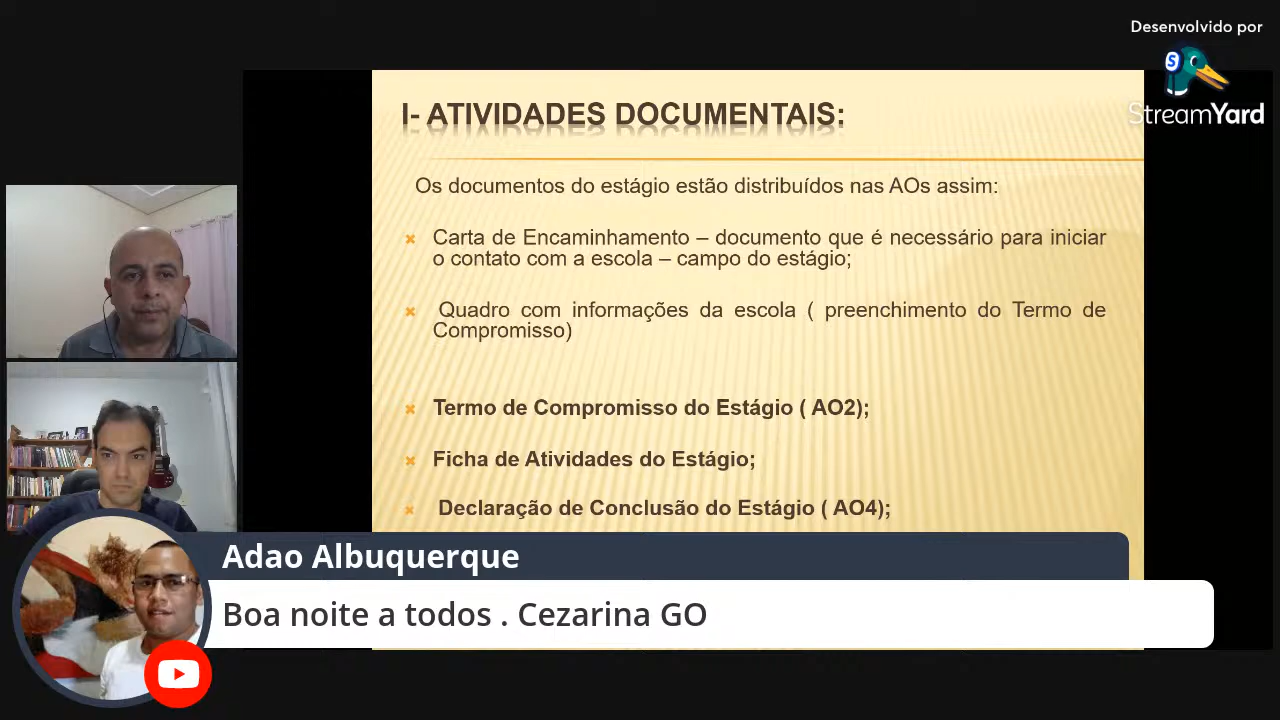 Desenvolvido por
StreamYard
I- ATIVIDADES DOCUMENTAIS:
Os documentos do estágio estão distribuídos nas AOs assim:
Carta de Encaminhamento – documento que é necessário para iniciar
o contato com a escola – campo do estágio;
Quadro com informações da escola ( preenchimento do Termo de
Compromisso)
Termo de Compromisso do Estágio ( AO2);
Ficha de Atividades do Estágio;
Declaração de Conclusão do Estágio ( AO4);
Adao Albuquerque
Boa noite a todos . Cezarina GO